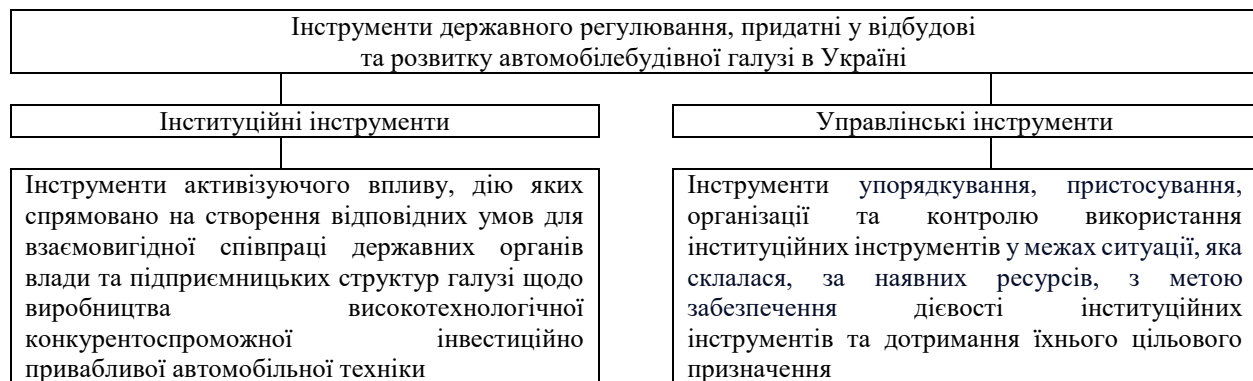 Інструменти державного регулювання, придатні у відбудові
та розвитку автомобілебудівної галузі в Україні
Інституційні інструменти
Інструменти активізуючого впливу, дію яких
спрямовано на створення відповідних умов для
взаємовигідної співпраці державних органів
влади та підприємницьких структур галузі щодо
виробництва високотехнологічної
конкурентоспроможної інвестиційно
привабливої автомобільної техніки
Управлінські інструменти
Інструменти упорядкування, пристосування,
організації та контролю використання
інституційних інструментів у межах ситуації, яка
склалася, за наявних ресурсів, з метою
забезпечення дієвості інституційних
інструментів та дотримання їхнього цільового
призначення